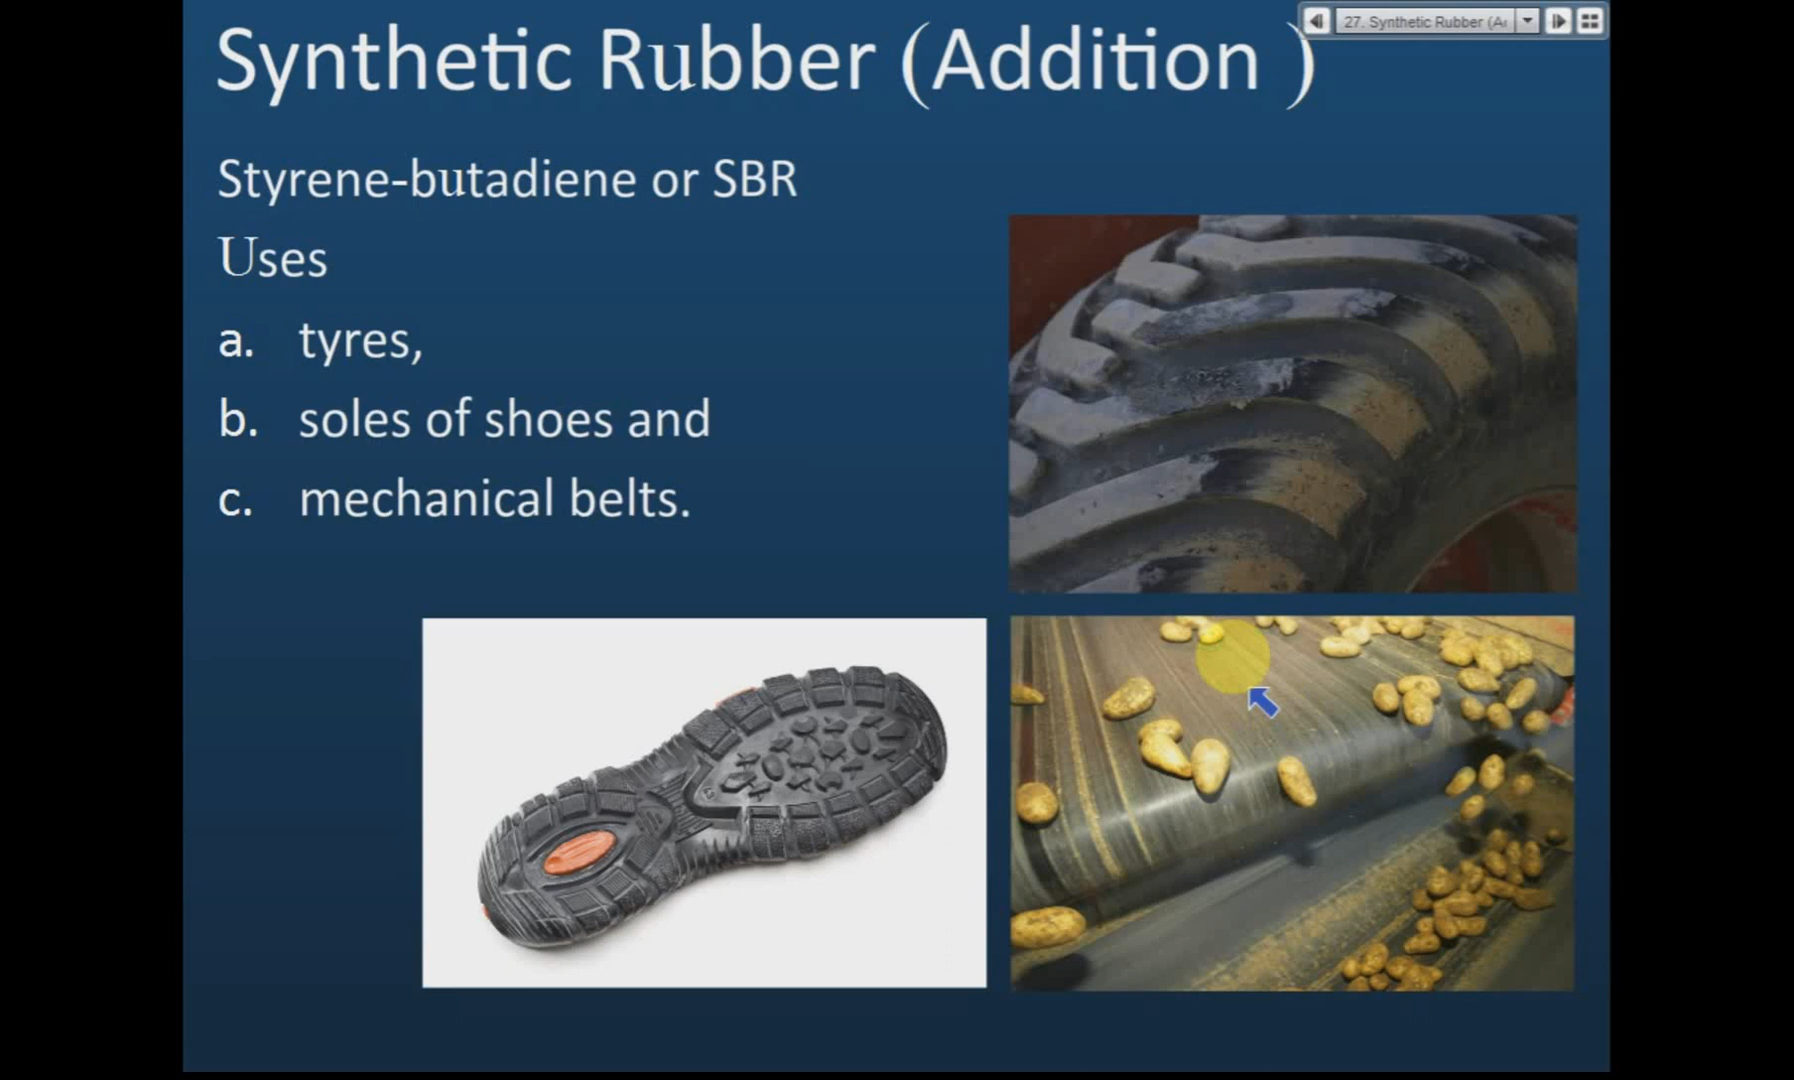 Synthetic Rubber (Addition )
27. Synthetic Rubber (A
Styrene-butadiene or SBR
Uses
a. tyres,
b. soles of shoes and
c. mechanical belts.